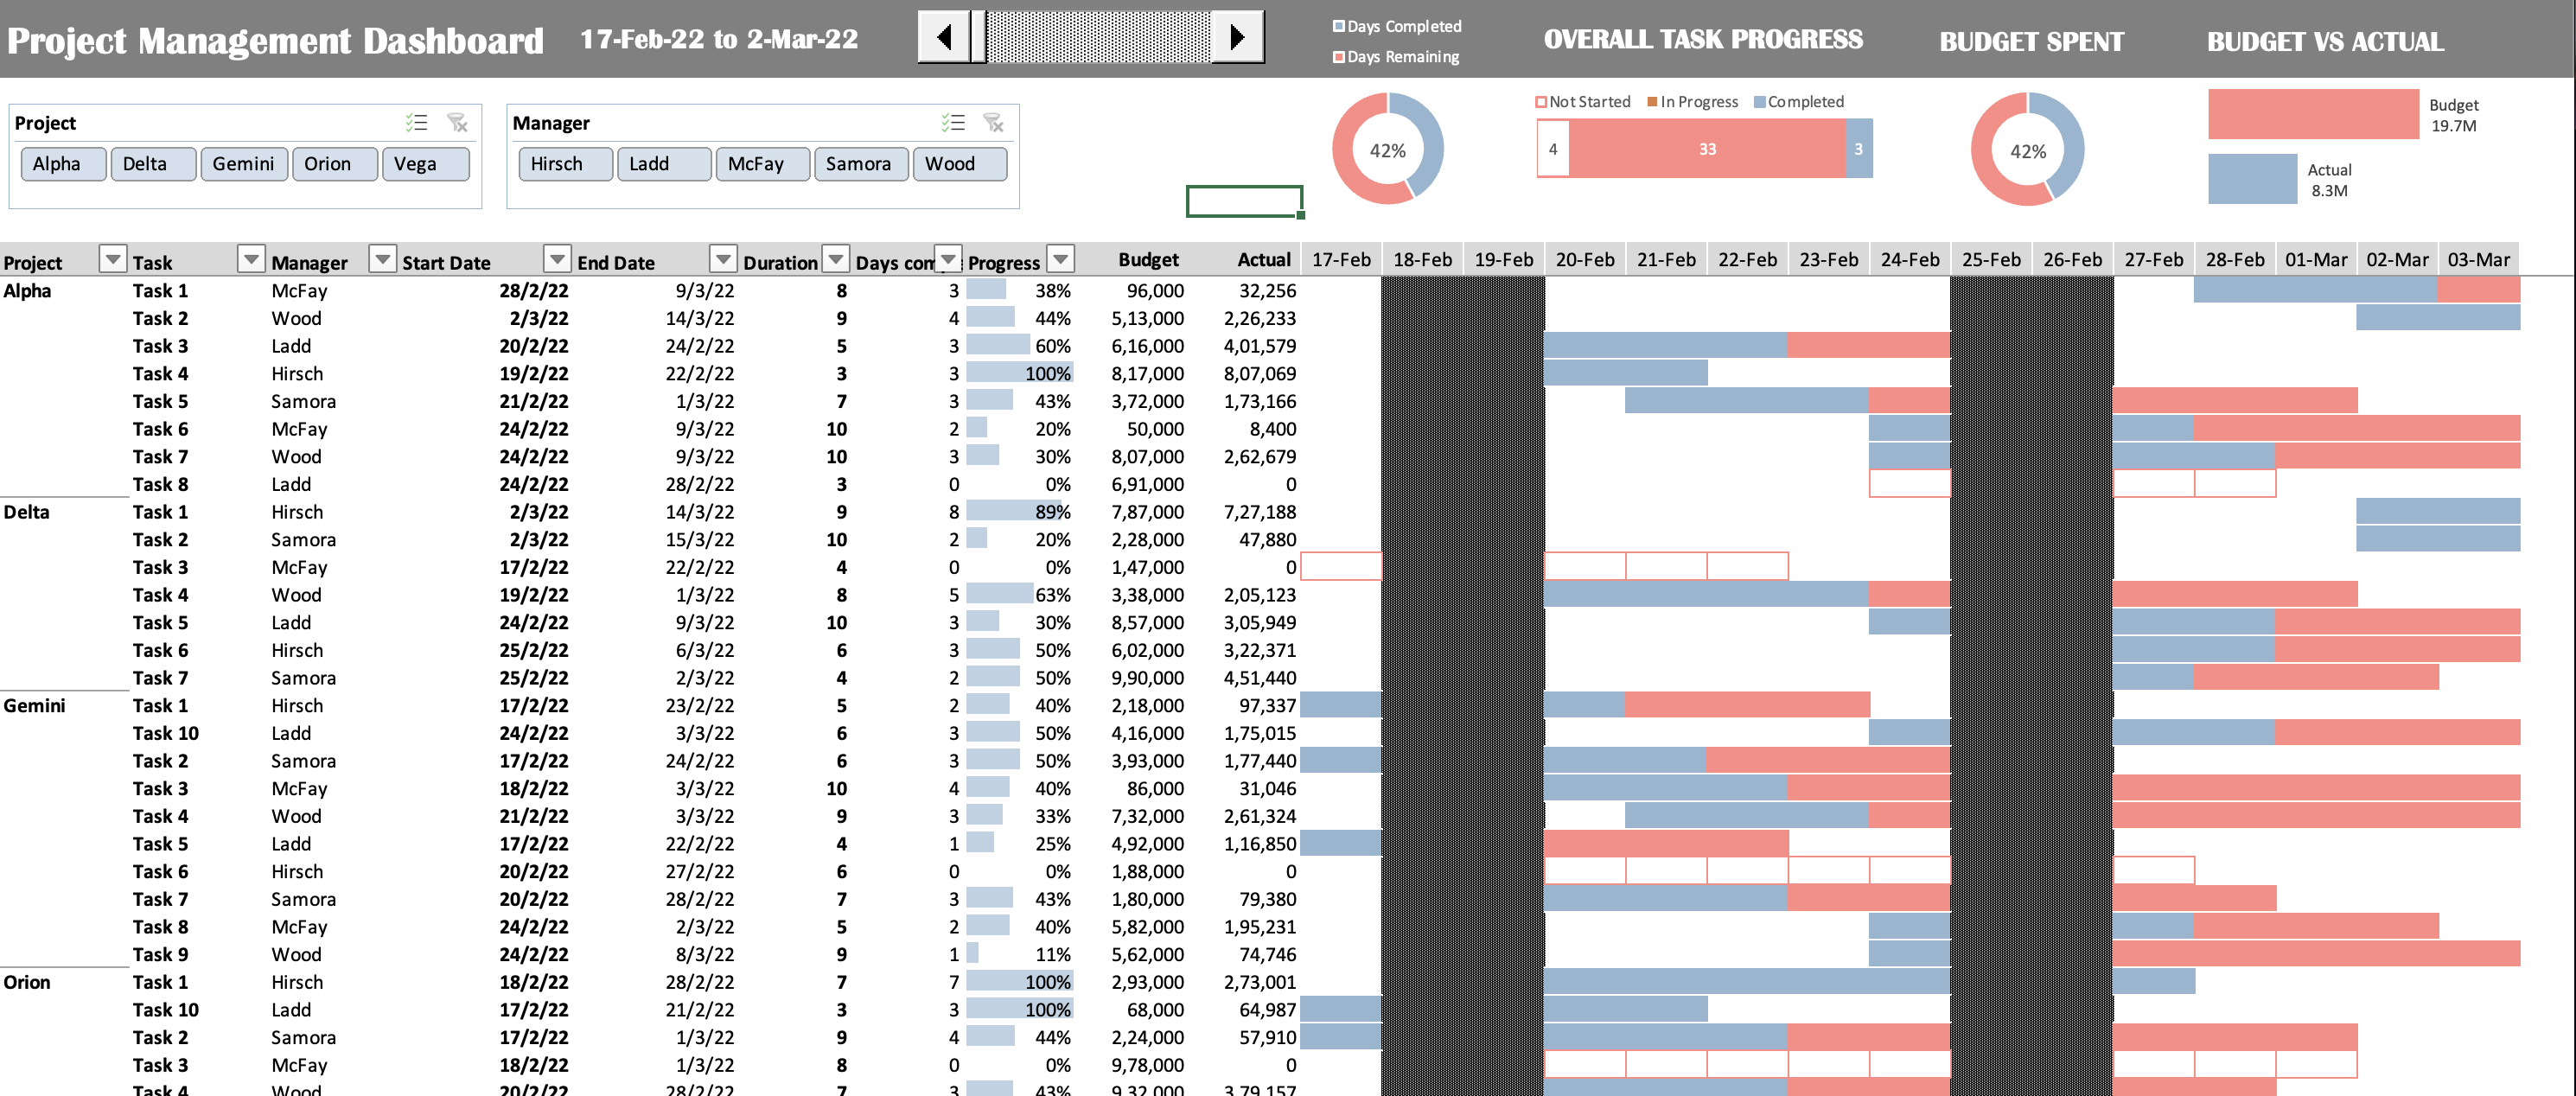 Project Management Dashboard 17-Feb-22 to 2-Mar-22
Days Completed
Days Remaining
OVERALL TASK PROGRESS
BUDGET SPENT
BUDGET VS ACTUAL
Project
Alpha Delta Gemini Orion Vega
Manager
Hirsch Ladd McFay Samora Wood
42%
Not Started In Progress Completed
4 33 3
42%
Budget
19.7M
Actual
8.3M
Project Task Manager Start Date End Date Duration Days com Progress Budget Actual 17-Feb 18-Feb 19-Feb 20-Feb 21-Feb 22-Feb 23-Feb 24-Feb 25-Feb 26-Feb 27-Feb 28-Feb 01-Mar 02-Mar 03-Mar
Alpha Task 1 McFay 28/2/22 9/3/22 8 3 38% 96,000 32,256
Task 2 Wood 2/3/22 14/3/22 9 4 44% 5,13,000 2,26,233
Task 3 Ladd 20/2/22 24/2/22 5 3 60% 6,16,000 4,01,579
Task 4 Hirsch 19/2/22 22/2/22 3 3 100% 8,17,000 8,07,069
Task 5 Samora 21/2/22 1/3/22 7 3 43% 3,72,000 1,73,166
Task 6 McFay 24/2/22 9/3/22 10 2 20% 50,000 8,400
Task 7 Wood 24/2/22 9/3/22 10 3 30% 8,07,000 2,62,679
Task 8 Ladd 24/2/22 28/2/22 3 0 0% 6,91,000 0
Delta Task 1 Hirsch 2/3/22 14/3/22 9 8 89% 7,87,000 7,27,188
Task 2 Samora 2/3/22 15/3/22 10 2 20% 2,28,000 47,880
Task 3 McFay 17/2/22 22/2/22 4 0 0% 1,47,000 0
Task 4 Wood 19/2/22 1/3/22 8 5 63% 3,38,000 2,05,123
Task 5 Ladd 24/2/22 9/3/22 10 3 30% 8,57,000 3,05,949
Task 6 Hirsch 25/2/22 6/3/22 6 3 50% 6,02,000 3,22,371
Task 7 Samora 25/2/22 2/3/22 4 2 50% 9,90,000 4,51,440
Gemini Task 1 Hirsch 17/2/22 23/2/22 5 2 40% 2,18,000 97,337
Task 10 Ladd 24/2/22 3/3/22 6 3 50% 4,16,000 1,75,015
Task 2 Samora 17/2/22 24/2/22 6 3 50% 3,93,000 1,77,440
Task 3 McFay 18/2/22 3/3/22 10 4 40% 86,000 31,046
Task 4 Wood 21/2/22 3/3/22 9 3 33% 7,32,000 2,61,324
Task 5 Ladd 17/2/22 22/2/22 4 1 25% 4,92,000 1,16,850
Task 6 Hirsch 20/2/22 27/2/22 6 0 0% 1,88,000 0
Task 7 Samora 20/2/22 28/2/22 7 3 43% 1,80,000 79,380
Task 8 McFay 24/2/22 2/3/22 5 2 40% 5,82,000 1,95,231
Task 9 Wood 24/2/22 8/3/22 9 1 11% 5,62,000 74,746
Orion Task 1 Hirsch 18/2/22 28/2/22 7 7 100% 2,93,000 2,73,001
Task 10 Ladd 17/2/22 21/2/22 3 3 100% 68,000 64,987
Task 2 Samora 17/2/22 1/3/22 9 4 44% 2,24,000 57,910
Task 3 McFay 18/2/22 1/3/22 8 0 0% 9,78,000 0
Task 4 Wood 20/2/22 28/2/22 7 3 43% 9,32,000 3,79,157